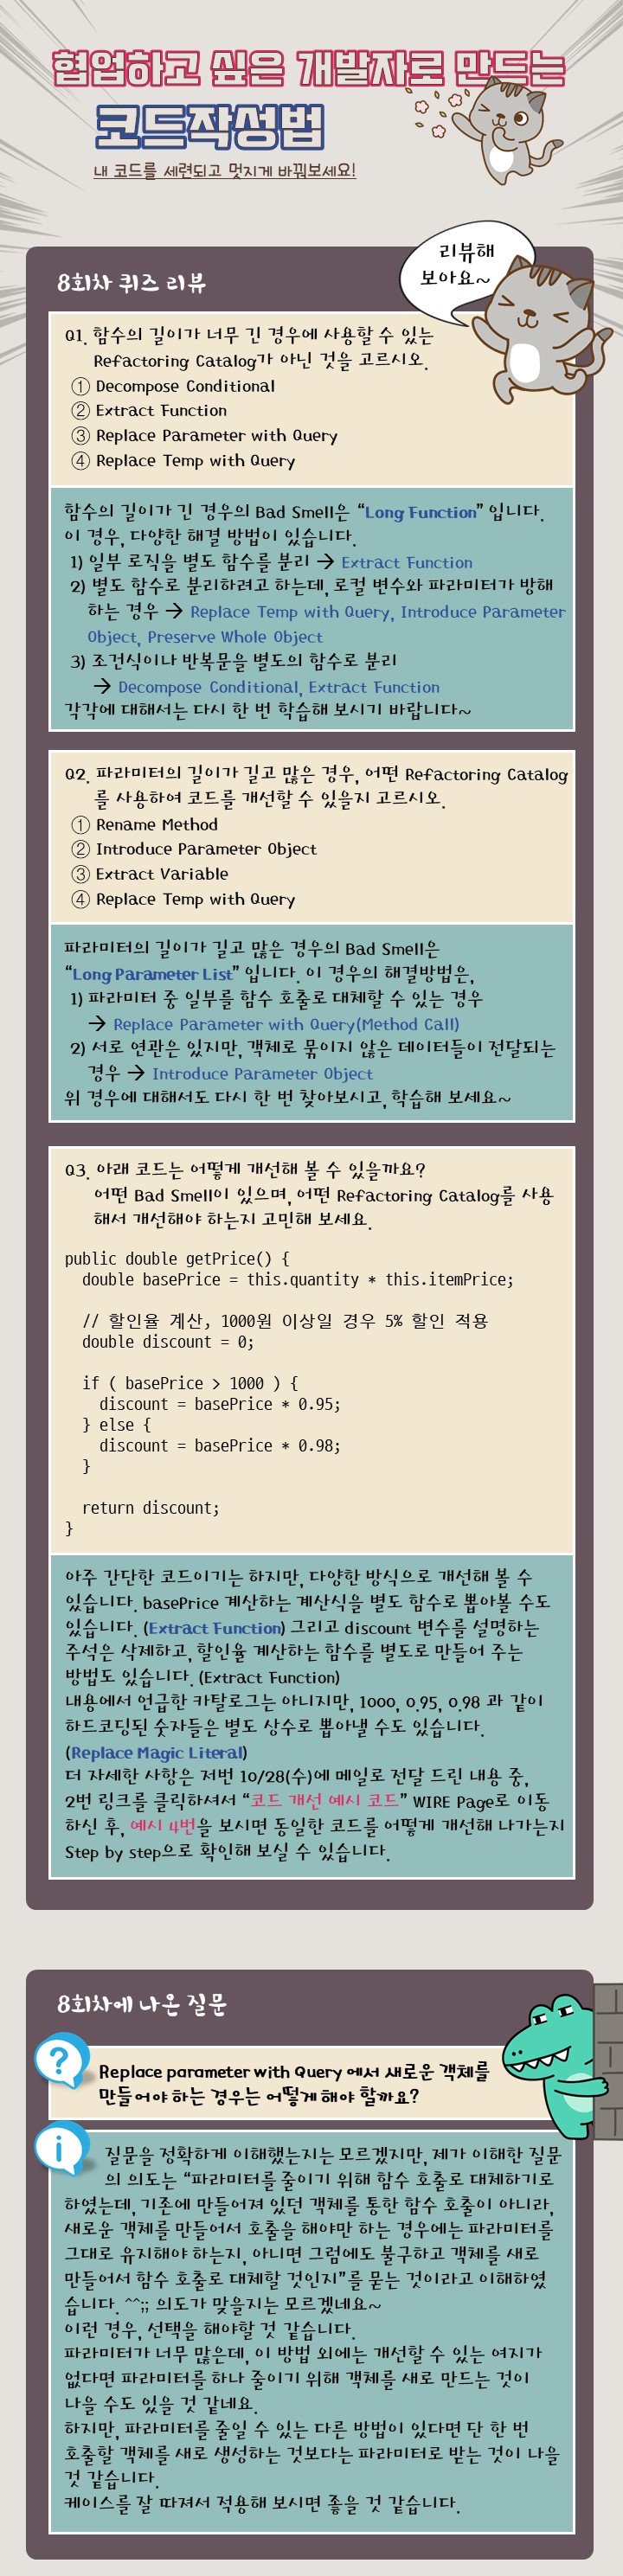 협업하고 싶은 개발자로 만드는
코드작성법
내 코드를 세련되고 멋지게 바꿔보세요!
리뷰해
보아요~
8회차 퀴즈 리뷰
Q1. 함수의 길이가 너무 긴 경우에 사용할 수 있는
Refactoring Catalog가 아닌 것을 고르시오.
① Decompose Conditional
② Extract Function
③ Replace Parameter with Query
④ Replace Temp with Query
함수의 길이가 긴 경우의 Bad Smell은 “Long Function” 입니다.
이 경우, 다양한 해결 방법이 있습니다.
1) 일부 로직을 별도 함수를 분리 → Extract Function
2) 별도 함수로 분리하려고 하는데, 로컬 변수와 파라미터가 방해
하는 경우 → Replace Temp with Query, Introduce Parameter
Object, Preserve Whole Object
3) 조건식이나 반복문을 별도의 함수로 분리
→ Decompose Conditional, Extract Function
각각에 대해서는 다시 한 번 학습해 보시기 바랍니다~
Q2. 파라미터의 길이가 길고 많은 경우, 어떤 Refactoring Catalog
를 사용하여 코드를 개선할 수 있을지 고르시오.
① Rename Method
② Introduce Parameter Object
③ Extract Variable
④ Replace Temp with Query
파라미터의 길이가 길고 많은 경우의 Bad Smell은
“Long Parameter List” 입니다. 이 경우의 해결방법은,
1) 파라미터 중 일부를 함수 호출로 대체할 수 있는 경우
→ Replace Parameter with Query(Method Call)
2) 서로 연관은 있지만, 객체로 묶이지 않은 데이터들이 전달되는
경우 → Introduce Parameter Object
위 경우에 대해서도 다시 한 번 찾아보시고, 학습해 보세요~
Q3. 아래 코드는 어떻게 개선해 볼 수 있을까요?
어떤 Bad Smell이 있으며, 어떤 Refactoring Catalog를 사용
해서 개선해야 하는지 고민해 보세요.
public double getPrice() {
double basePrice = this.quantity * this.itemPrice;
// 할인율 계산, 1000원 이상일 경우 5% 할인 적용
double discount = 0;
if ( basePrice > 1000 ) {
discount = basePrice * 0.95;
} else {
discount = basePrice * 0.98;
}
return discount;
}
아주 간단한 코드이기는 하지만, 다양한 방식으로 개선해 볼 수
있습니다. basePrice 계산하는 계산식을 별도 함수로 뽑아볼 수도
있습니다. (Extract Function) 그리고 discount 변수를 설명하는
주석은 삭제하고, 할인율 계산하는 함수를 별도로 만들어 주는
방법도 있습니다. (Extract Function)
내용에서 언급한 카탈로그는 아니지만, 1000, 0.95, 0.98 과 같이
하드코딩된 숫자들은 별도 상수로 뽑아낼 수도 있습니다.
(Replace Magic Literal)
더 자세한 사항은 저번 10/28(수)에 메일로 전달 드린 내용 중,
2번 링크를 클릭하셔서 “코드 개선 예시 코드” WIRE Page로 이동
하신 후, 예시 4번을 보시면 동일한 코드를 어떻게 개선해 나가는지
Step by step으로 확인해 보실 수 있습니다.
8회차에 나온 질문
?
Replace parameter with Query 에서 새로운 객체를
만들어야 하는 경우는 어떻게 해야 할까요?
i
질문을 정확하게 이해했는지는 모르겠지만, 제가 이해한 질문
의 의도는 “파라미터를 줄이기 위해 함수 호출로 대체하기로
하였는데, 기존에 만들어져 있던 객체를 통한 함수 호출이 아니라,
새로운 객체를 만들어서 호출을 해야만 하는 경우에는 파라미터를
그대로 유지해야 하는지, 아니면 그럼에도 불구하고 객체를 새로
만들어서 함수 호출로 대체할 것인지”를 묻는 것이라고 이해하였
습니다. ^^;; 의도가 맞을지는 모르겠네요~
이런 경우, 선택을 해야할 것 같습니다.
파라미터가 너무 많은데, 이 방법 외에는 개선할 수 있는 여지가
없다면 파라미터를 하나 줄이기 위해 객체를 새로 만드는 것이
나을 수도 있을 것 같네요.
하지만, 파라미터를 줄일 수 있는 다른 방법이 있다면 단 한 번
호출할 객체를 새로 생성하는 것보다는 파라미터로 받는 것이 나을
것 같습니다.
케이스를 잘 따져서 적용해 보시면 좋을 것 같습니다.